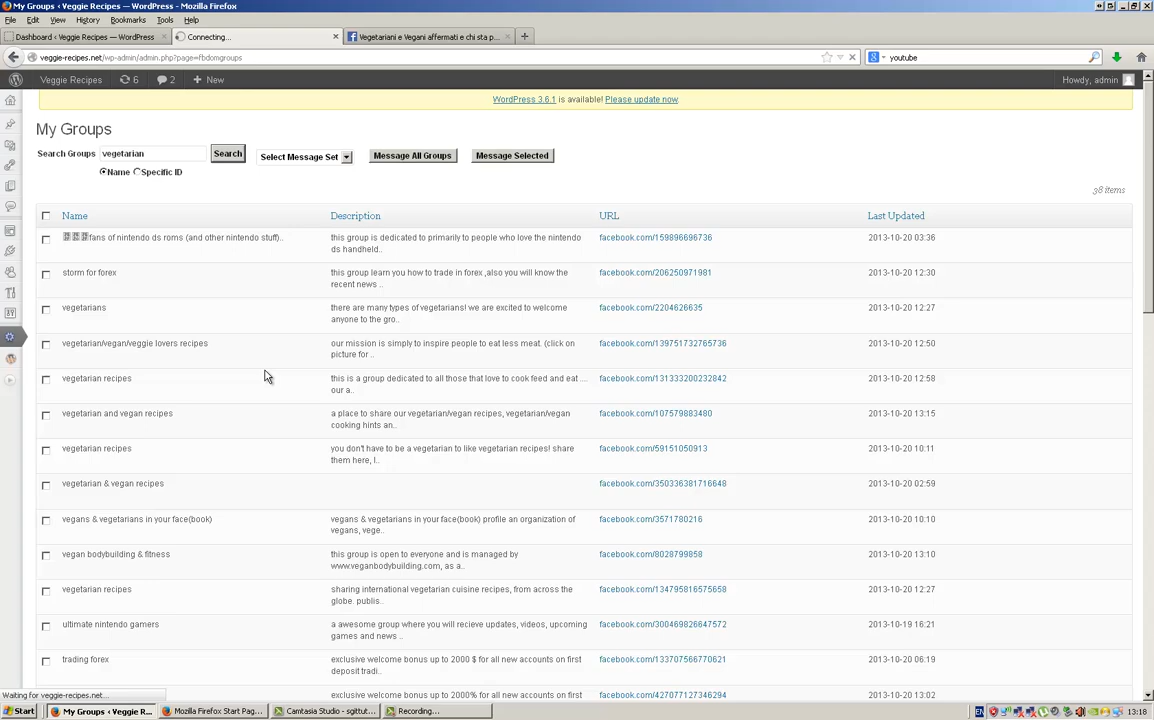 My Groups ‹ Veggie Recipes — WordPress - Mozilla Firefox
File Edit View History Bookmarks Tools Help
Dashboard ‹ Veggie Recipes — WordPress × Connecting... × Vegetariani e Vegani affermati e chi sta p... × +
veggie-recipes.net/wp-admin/admin.php?page=fbdomgroups youtube
Veggie Recipes 6 2 + New Howdy, admin
WordPress 3.6.1 is available! Please update now.
My Groups
Search Groups vegetarian Search Select Message Set Message All Groups Message Selected
Name Specific ID
38 items
Name Description URL Last Updated
fans of nintendo ds roms (and other nintendo stuff).. this group is dedicated to primarily to people who love the nintendo facebook.com/159896696736 2013-10-20 03:36
ds handheld..
storm for forex this group learn you how to trade in forex ,also you will know the facebook.com/206250971981 2013-10-20 12:30
recent news ..
vegetarians there are many types of vegetarians! we are excited to welcome facebook.com/2204626635 2013-10-20 12:27
anyone to the gro..
vegetarian/vegan/veggie lovers recipes our mission is simply to inspire people to eat less meat. (click on facebook.com/139751732765736 2013-10-20 12:50
picture for ..
vegetarian recipes this is a group dedicated to all those that love to cook feed and eat .... facebook.com/131333200232842 2013-10-20 12:58
our a..
vegetarian and vegan recipes a place to share our vegetarian/vegan recipes, vegetarian/vegan facebook.com/107579883480 2013-10-20 13:15
cooking hints an..
vegetarian recipes you don't have to be a vegetarian to like vegetarian recipes! share facebook.com/59151050913 2013-10-20 10:11
them here, l..
vegetarian & vegan recipes facebook.com/350336381716648 2013-10-20 02:59
vegans & vegetarians in your face(book) vegans & vegetarians in your face(book) profile an organization of facebook.com/3571780216 2013-10-20 10:10
vegans, vege..
vegan bodybuilding & fitness this group is open to everyone and is managed by facebook.com/8028799858 2013-10-20 13:10
www.veganbodybuilding.com, as a..
vegetarian recipes sharing international vegetarian cuisine recipes, from across the facebook.com/134795816575658 2013-10-20 12:27
globe. publis..
ultimate nintendo gamers a awesome group where you will recieve updates, videos, upcoming facebook.com/300469826647572 2013-10-19 16:21
games and news ..
trading forex exclusive welcome bonus up to 2000 $ for all new accounts on first facebook.com/133707566770621 2013-10-20 06:19
deposit tradi..
exclusive welcome bonus up to 2000% for all new accounts on first facebook.com/427077127346294 2013-10-20 13:02
Waiting for veggie-recipes.net...
Start My Groups ‹ Veggie R... Mozilla Firefox Start Pag... Camtasia Studio - sgittut... Recording... EN 13:18